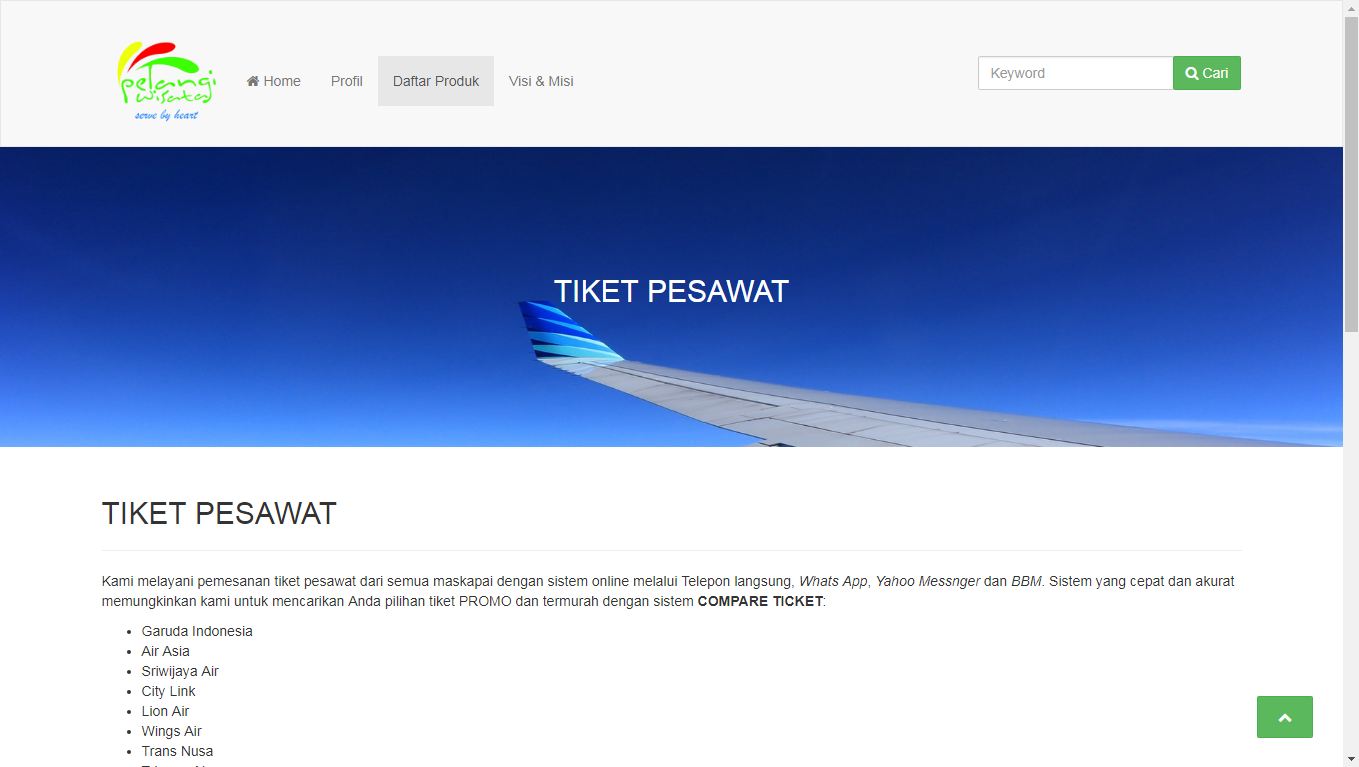 pelangi
wisata
serve by heart
Home Profil Daftar Produk Visi & Misi
Keyword Cari
TIKET PESAWAT
TIKET PESAWAT
Kami melayani pemesanan tiket pesawat dari semua maskapai dengan sistem online melalui Telepon langsung, Whats App, Yahoo Messnger dan BBM. Sistem yang cepat dan akurat
memungkinkan kami untuk mencarikan Anda pilihan tiket PROMO dan termurah dengan sistem COMPARE TICKET:
• Garuda Indonesia
• Air Asia
• Sriwijaya Air
• City Link
• Lion Air
• Wings Air
• Trans Nusa